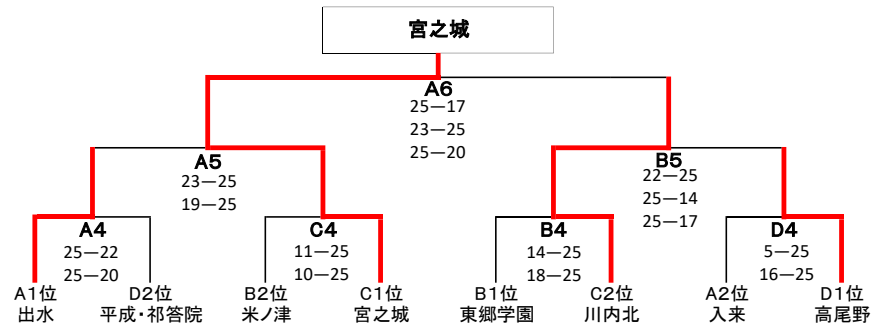 宮之城
A6
25―17
23―25
25―20
A5
23―25
19―25
B5
22―25
25―14
25―17
A4
25―22
25―20
C4
11―25
10―25
B4
14―25
18―25
D4
5―25
16―25
A1位
出水
D2位
平成・祁答院
B2位
米ノ津
C1位
宮之城
B1位
東郷学園
C2位
川内北
A2位
入来
D1位
高尾野